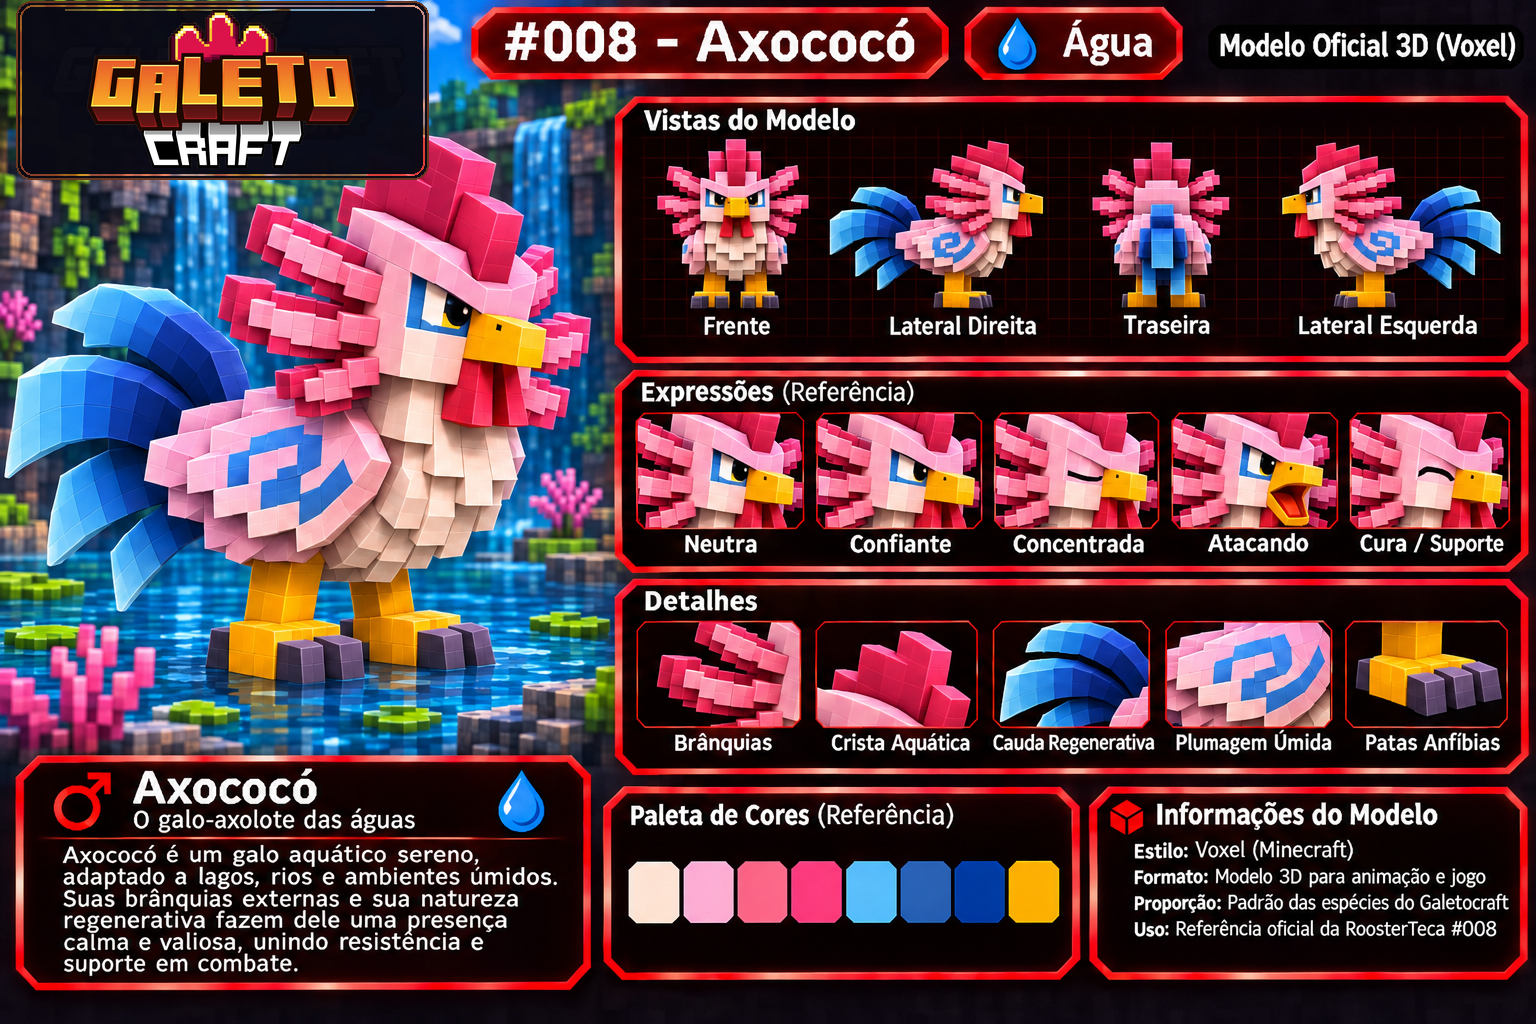 GALETO
CRAFT
#008 - Axococó
Água
Modelo Oficial 3D (Voxel)
Vistas do Modelo
Frente
Lateral Direita
Traseira
Lateral Esquerda
Expressões (Referência)
Neutra
Confiante
Concentrada
Atacando
Cura / Suporte
Detalhes
Brânquias
Crista Aquática
Cauda Regenerativa
Plumagem Úmida
Patas Anfíbias
Axococó
O galo-axolote das águas
Axococó é um galo aquático sereno,
adaptado a lagos, rios e ambientes úmidos.
Suas brânquias externas e sua natureza
regenerativa fazem dele uma presença
calma e valiosa, unindo resistência e
suporte em combate.
Paleta de Cores (Referência)
Informações do Modelo
Estilo: Voxel (Minecraft)
Formato: Modelo 3D para animação e jogo
Proporção: Padrão das espécies do Galetocraft
Uso: Referência oficial da RoosterTeca #008